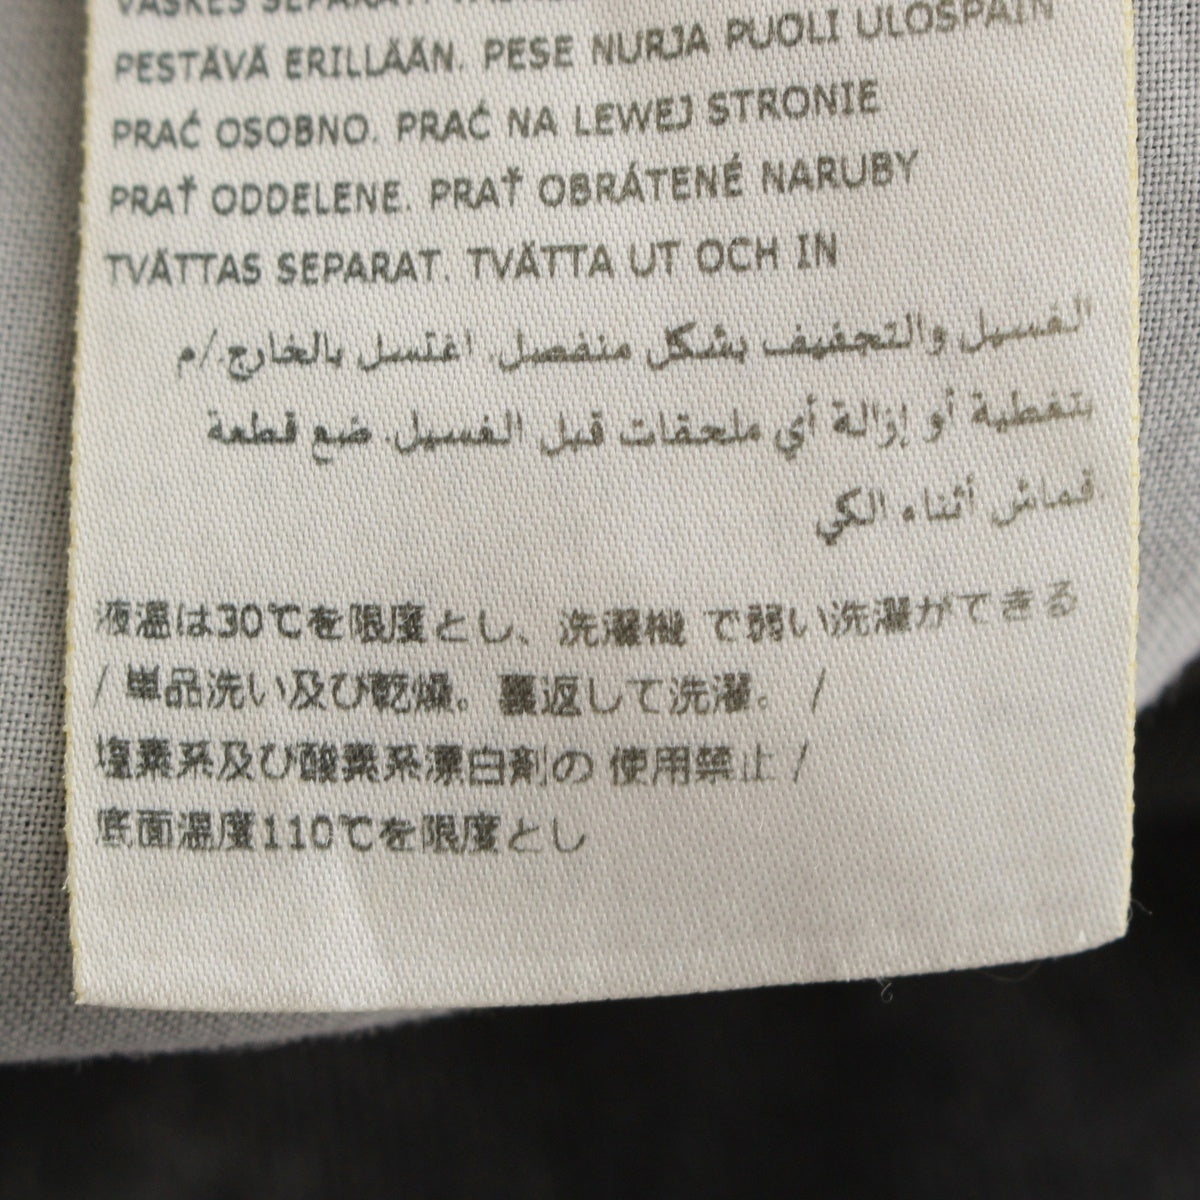 VASKES SEPARAT.
PESTÄVÄ ERILLÄÄN. PESE NURJA PUOLI ULOSPÄIN
PRAĆ OSOBNO. PRAĆ NA LEWEJ STRONIE
PRAŤ ODDELENE. PRAŤ OBRÁTENÉ NARUBY
TVÄTTAS SEPARAT. TVÄTTA UT OCH IN
الغسيل والتجفيف بشكل منفصل. اغتسل بالخارج./م
بتغطية أو إزالة أي ملحقات قبل الغسيل. ضع قطعة
قماش أثناء الكي
液温は30℃を限度とし、洗濯機 で弱い洗濯ができる
/ 単品洗い及び乾燥。裏返して洗濯。 /
塩素系及び酸素系漂白剤の 使用禁止 /
底面温度110℃を限度とし